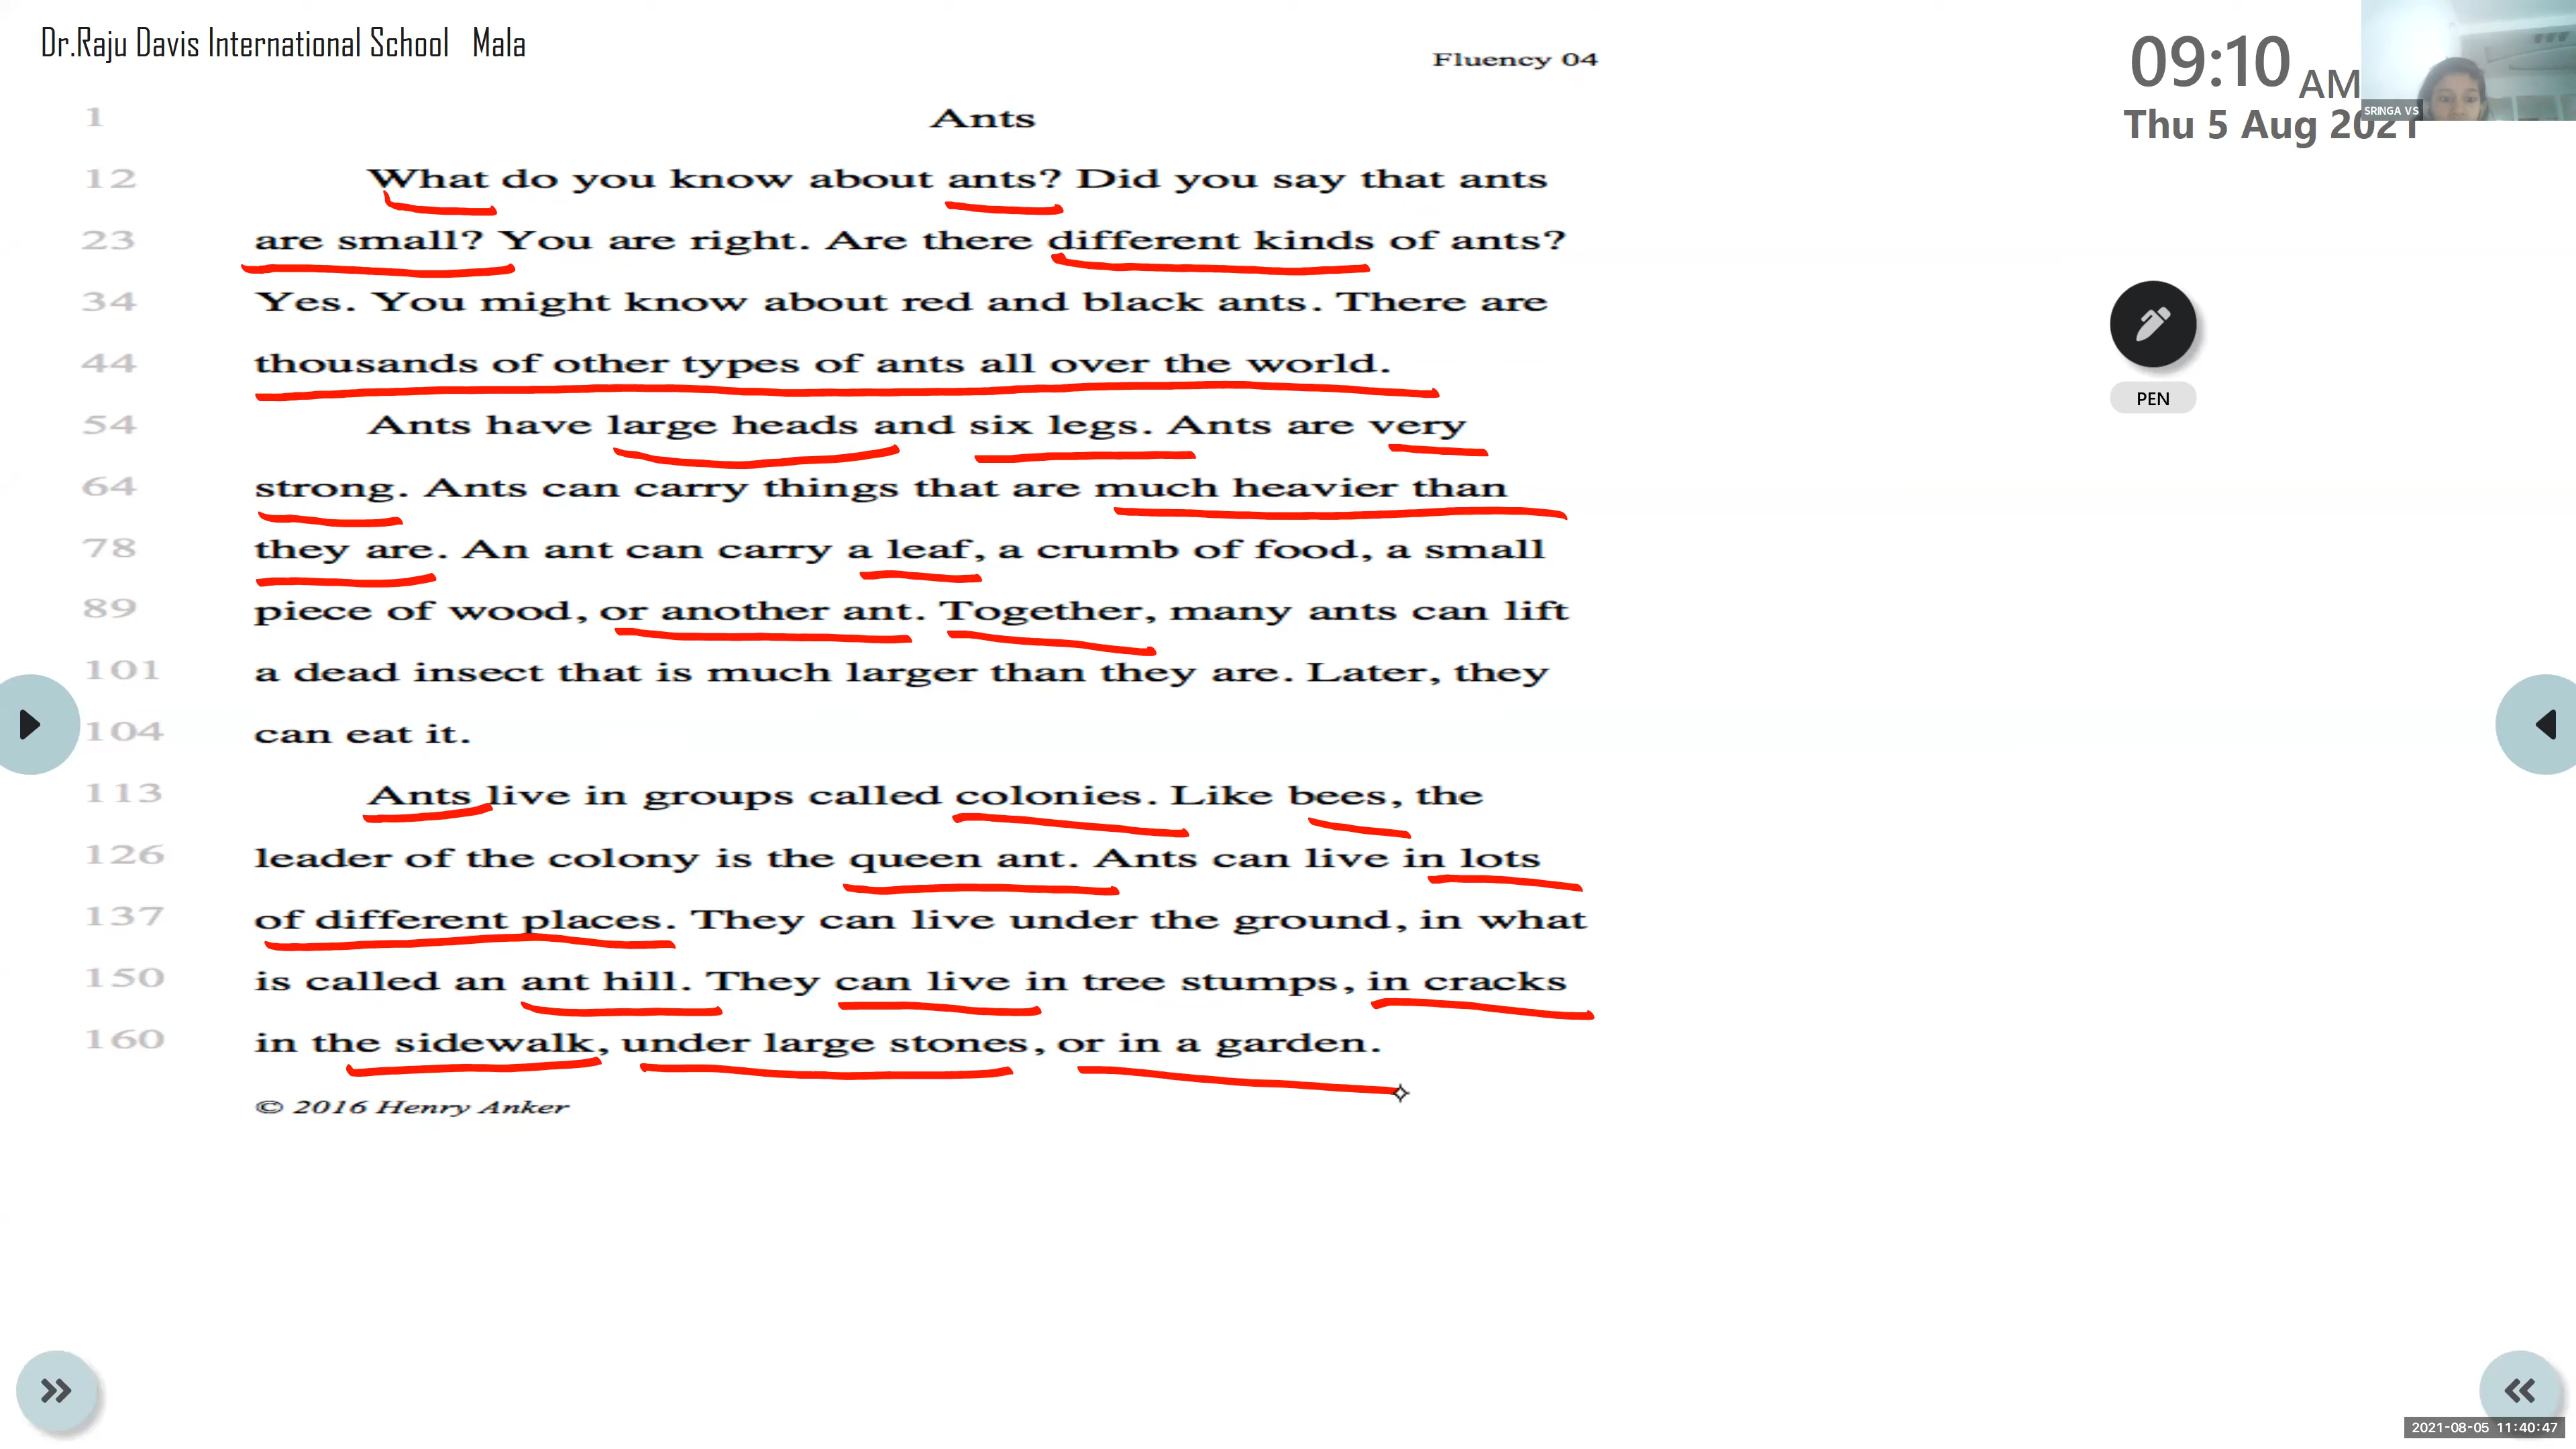 Dr.Raju Davis International School Mala
Fluency 04
09:10 AM
Thu 5 Aug 2021
SRINGA VS
1 Ants
12 What do you know about ants? Did you say that ants
23 are small? You are right. Are there different kinds of ants?
34 Yes. You might know about red and black ants. There are
44 thousands of other types of ants all over the world.
54 Ants have large heads and six legs. Ants are very
64 strong. Ants can carry things that are much heavier than
78 they are. An ant can carry a leaf, a crumb of food, a small
89 piece of wood, or another ant. Together, many ants can lift
101 a dead insect that is much larger than they are. Later, they
104 can eat it.
113 Ants live in groups called colonies. Like bees, the
126 leader of the colony is the queen ant. Ants can live in lots
137 of different places. They can live under the ground, in what
150 is called an ant hill. They can live in tree stumps, in cracks
160 in the sidewalk, under large stones, or in a garden.
© 2016 Henry Anker
PEN
2021-08-05 11:40:47